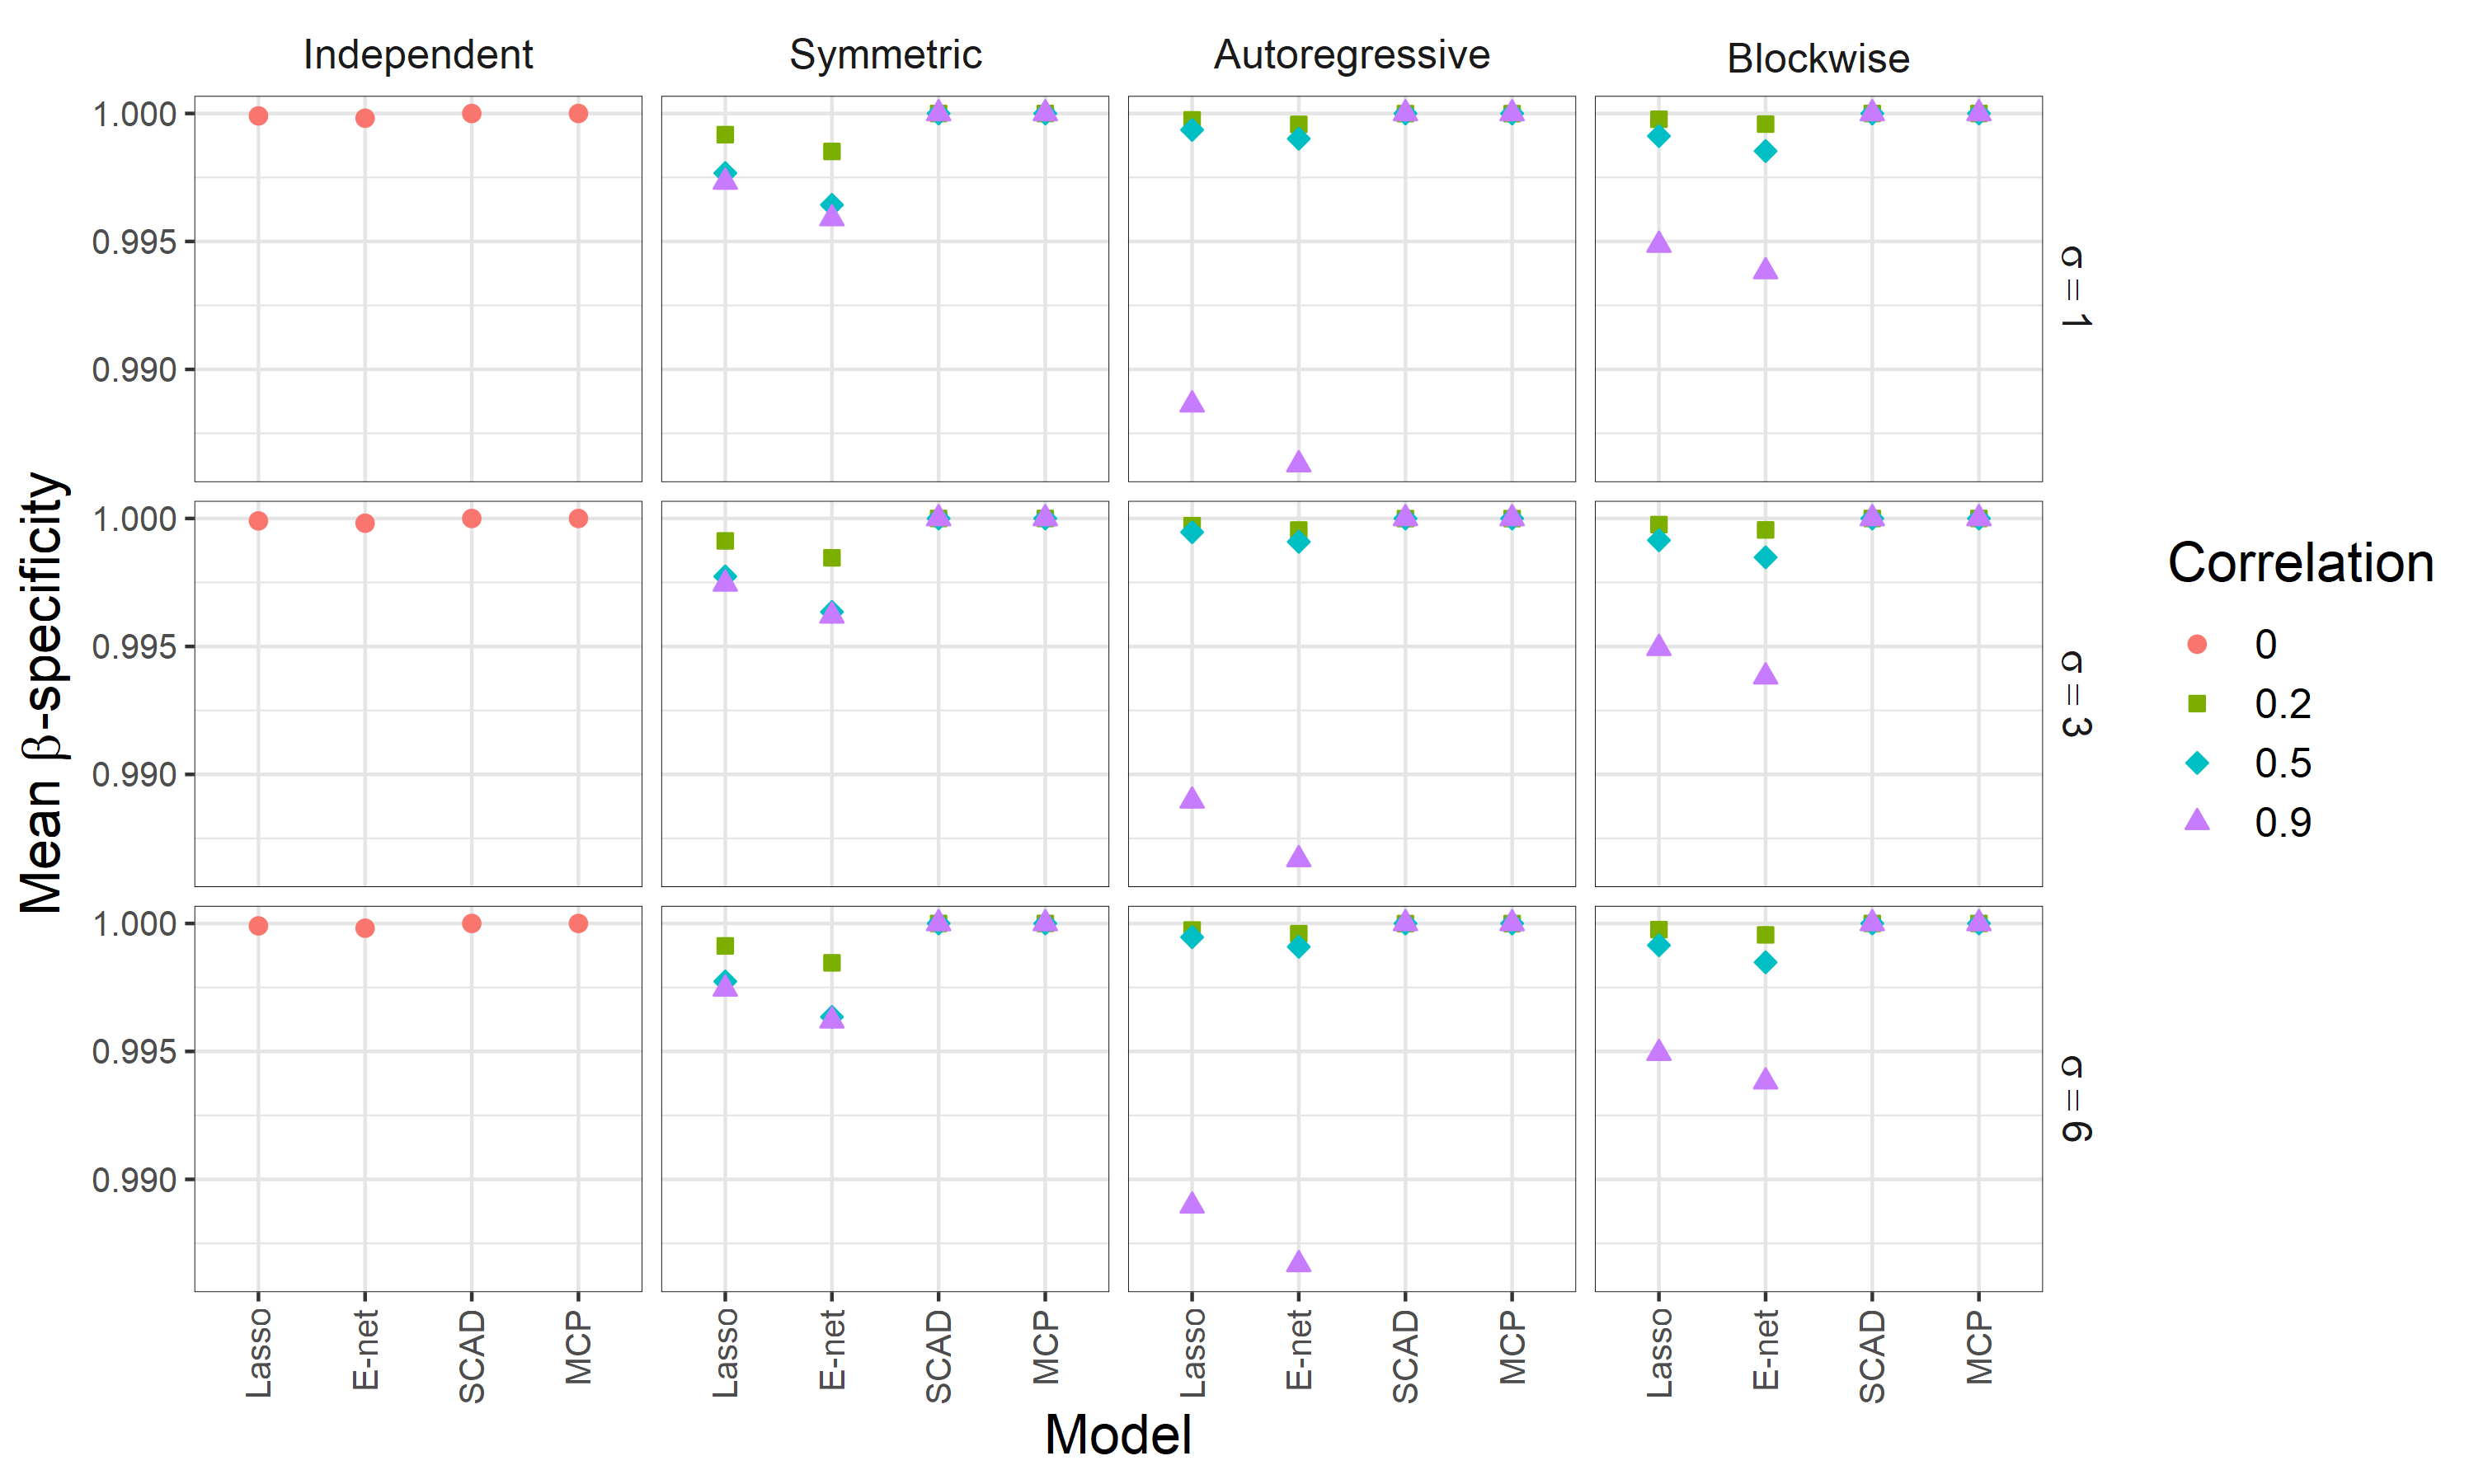 Independent Symmetric Autoregressive Blockwise
1.000
0.995
0.990
σ = 1
1.000
0.995
0.990
σ = 3
1.000
0.995
0.990
σ = 6
Mean β-specificity
Lasso E-net SCAD MCP Lasso E-net SCAD MCP Lasso E-net SCAD MCP Lasso E-net SCAD MCP
Model
Correlation
0
0.2
0.5
0.9